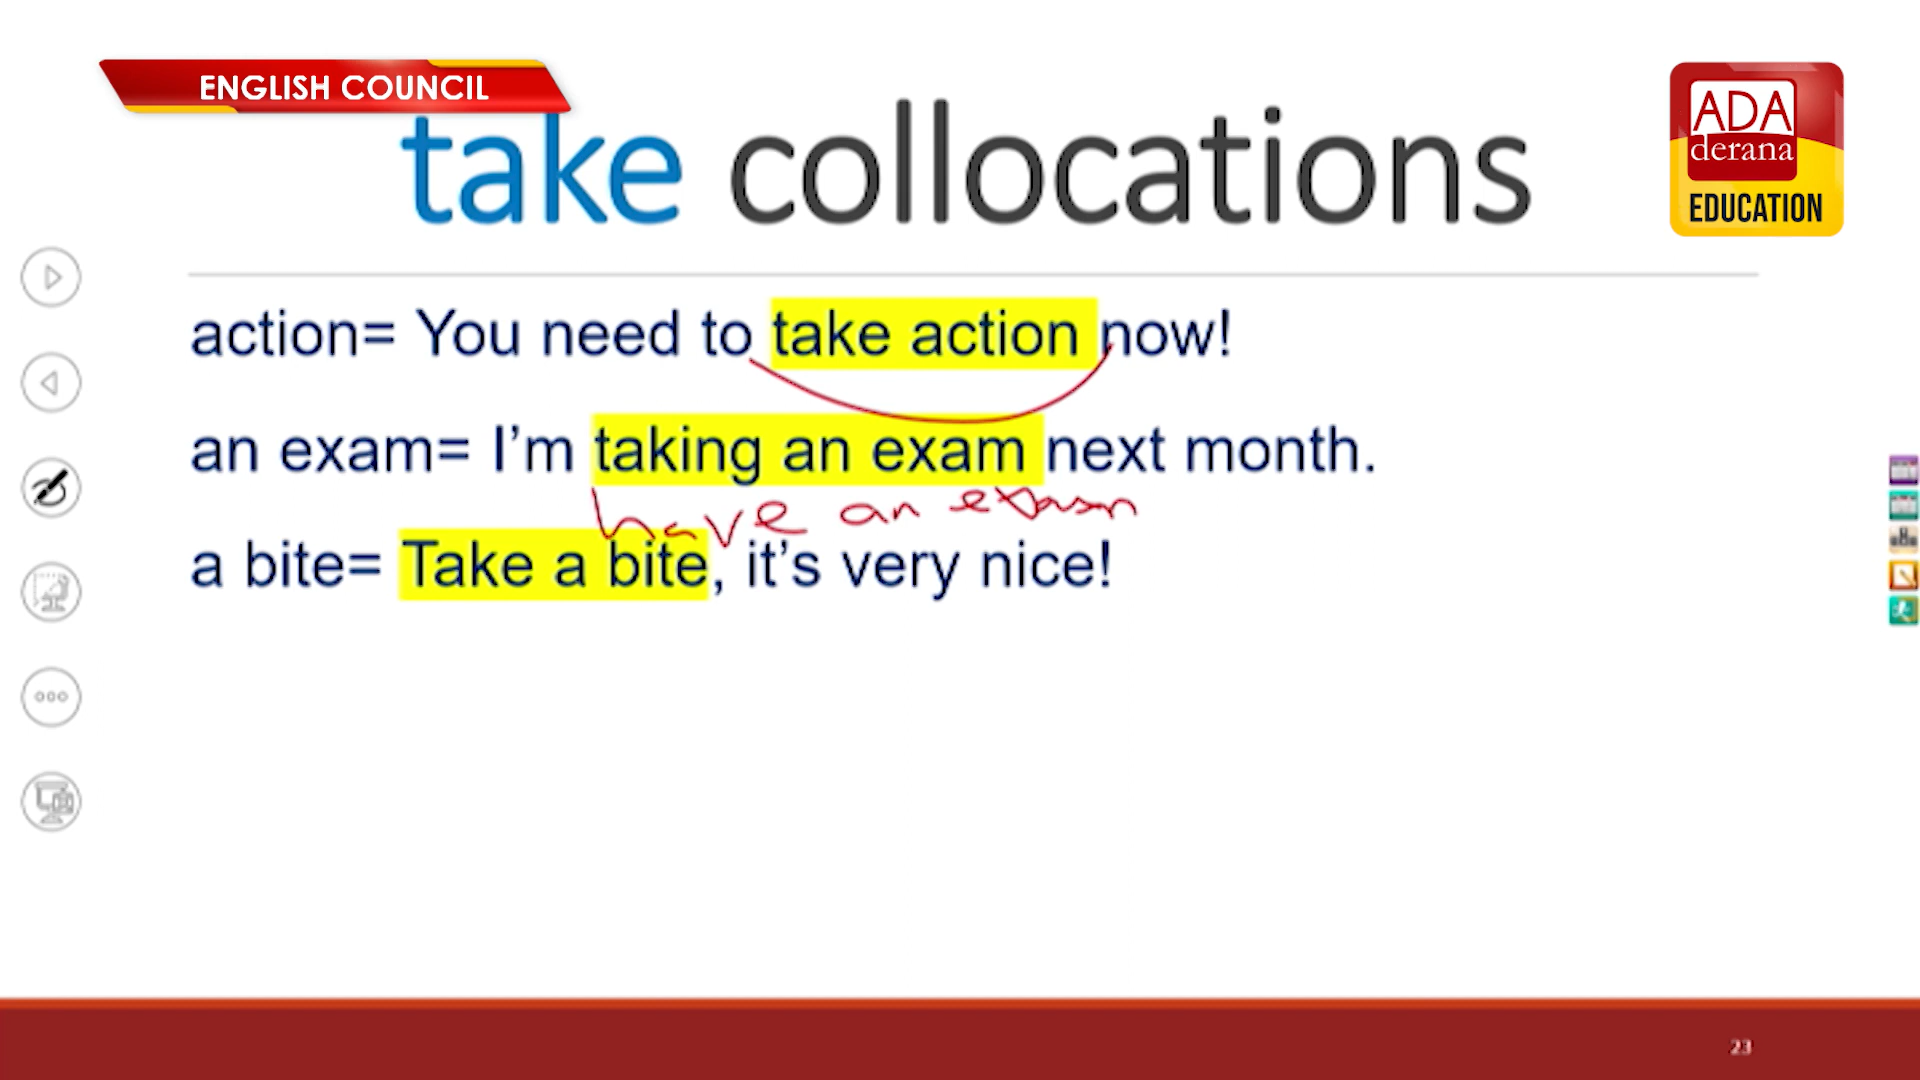 ENGLISH COUNCIL
take collocations
ADA
derana
EDUCATION
action= You need to take action now!
an exam= I'm taking an exam next month.
have an exam
a bite= Take a bite, it's very nice!
23